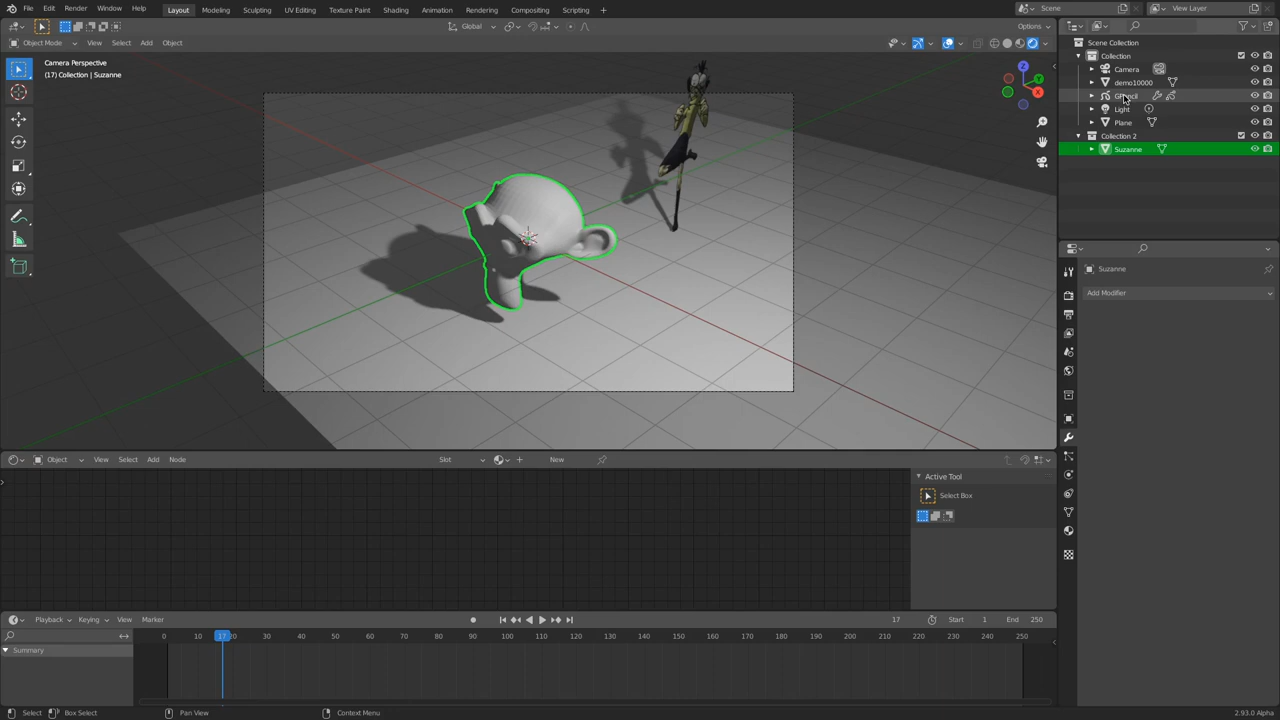 File Edit Render Window Help Layout Modeling Sculpting UV Editing Texture Paint Shading Animation Rendering Compositing Scripting Scene View Layer
Global Options
Object Mode View Select Add Object
Camera Perspective
(17) Collection | Suzanne
Z
Y
X
Scene Collection
Collection
Camera
demo10000
Light
Plane
Collection 2
Suzanne
Suzanne
Add Modifier
Object View Select Add Node Slot New
Active Tool
Select Box
Playback Keying View Marker 17 Start 1 End 250
0 10 17 20 30 40 50 60 70 80 90 100 110 120 130 140 150 160 170 180 190 200 210 220 230 240 250
Summary
Select Box Select Pan View Context Menu 2.93.0 Alpha